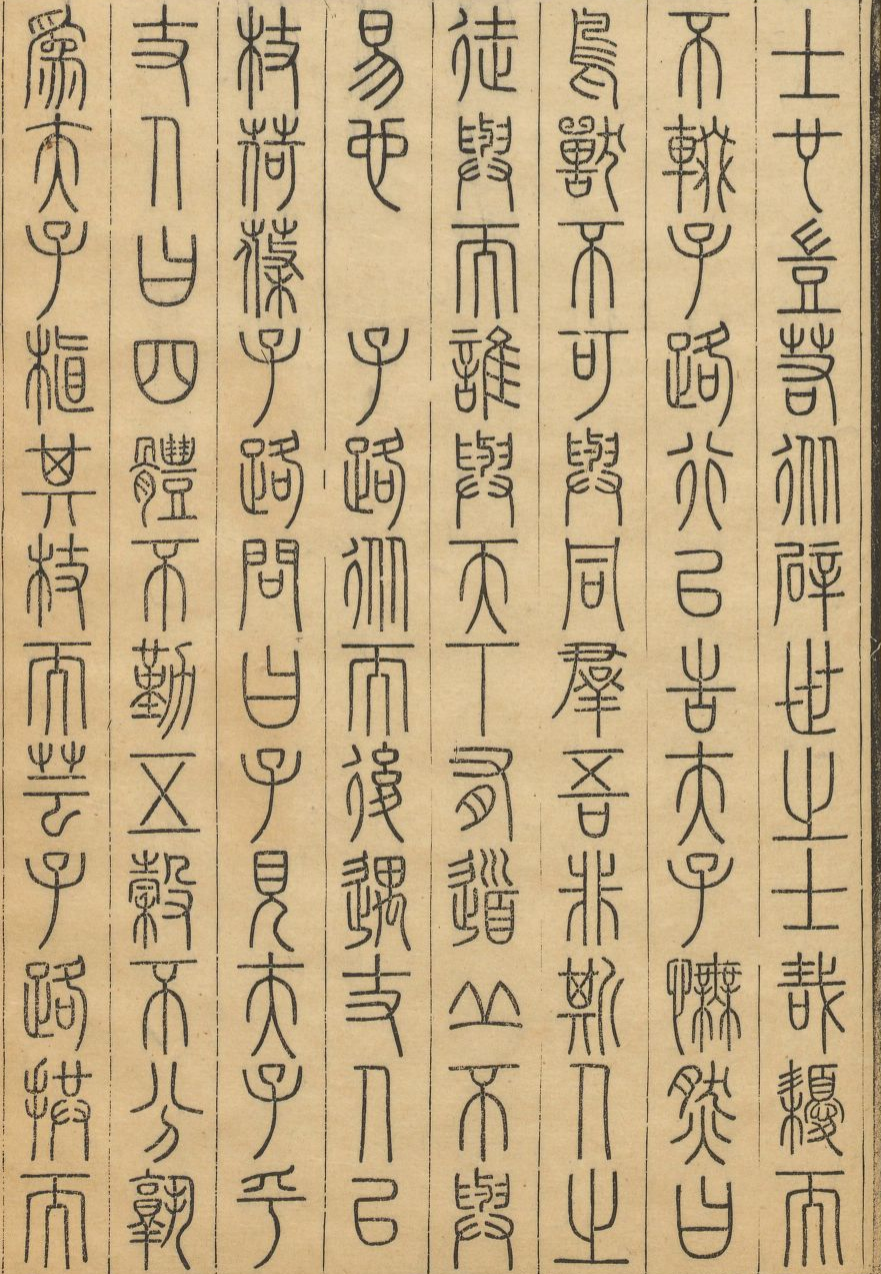 士也豈若從辟世之士哉耰而
不輟子路行以告夫子憮然曰
鳥獸不可與同羣吾非斯人之
徒與而誰與天下有道丘不與
易也　子路從而後遇丈人以
杖荷蓧子路問曰子見夫子乎
丈人曰四體不勤五穀不分孰
為夫子植其杖而芸子路拱而